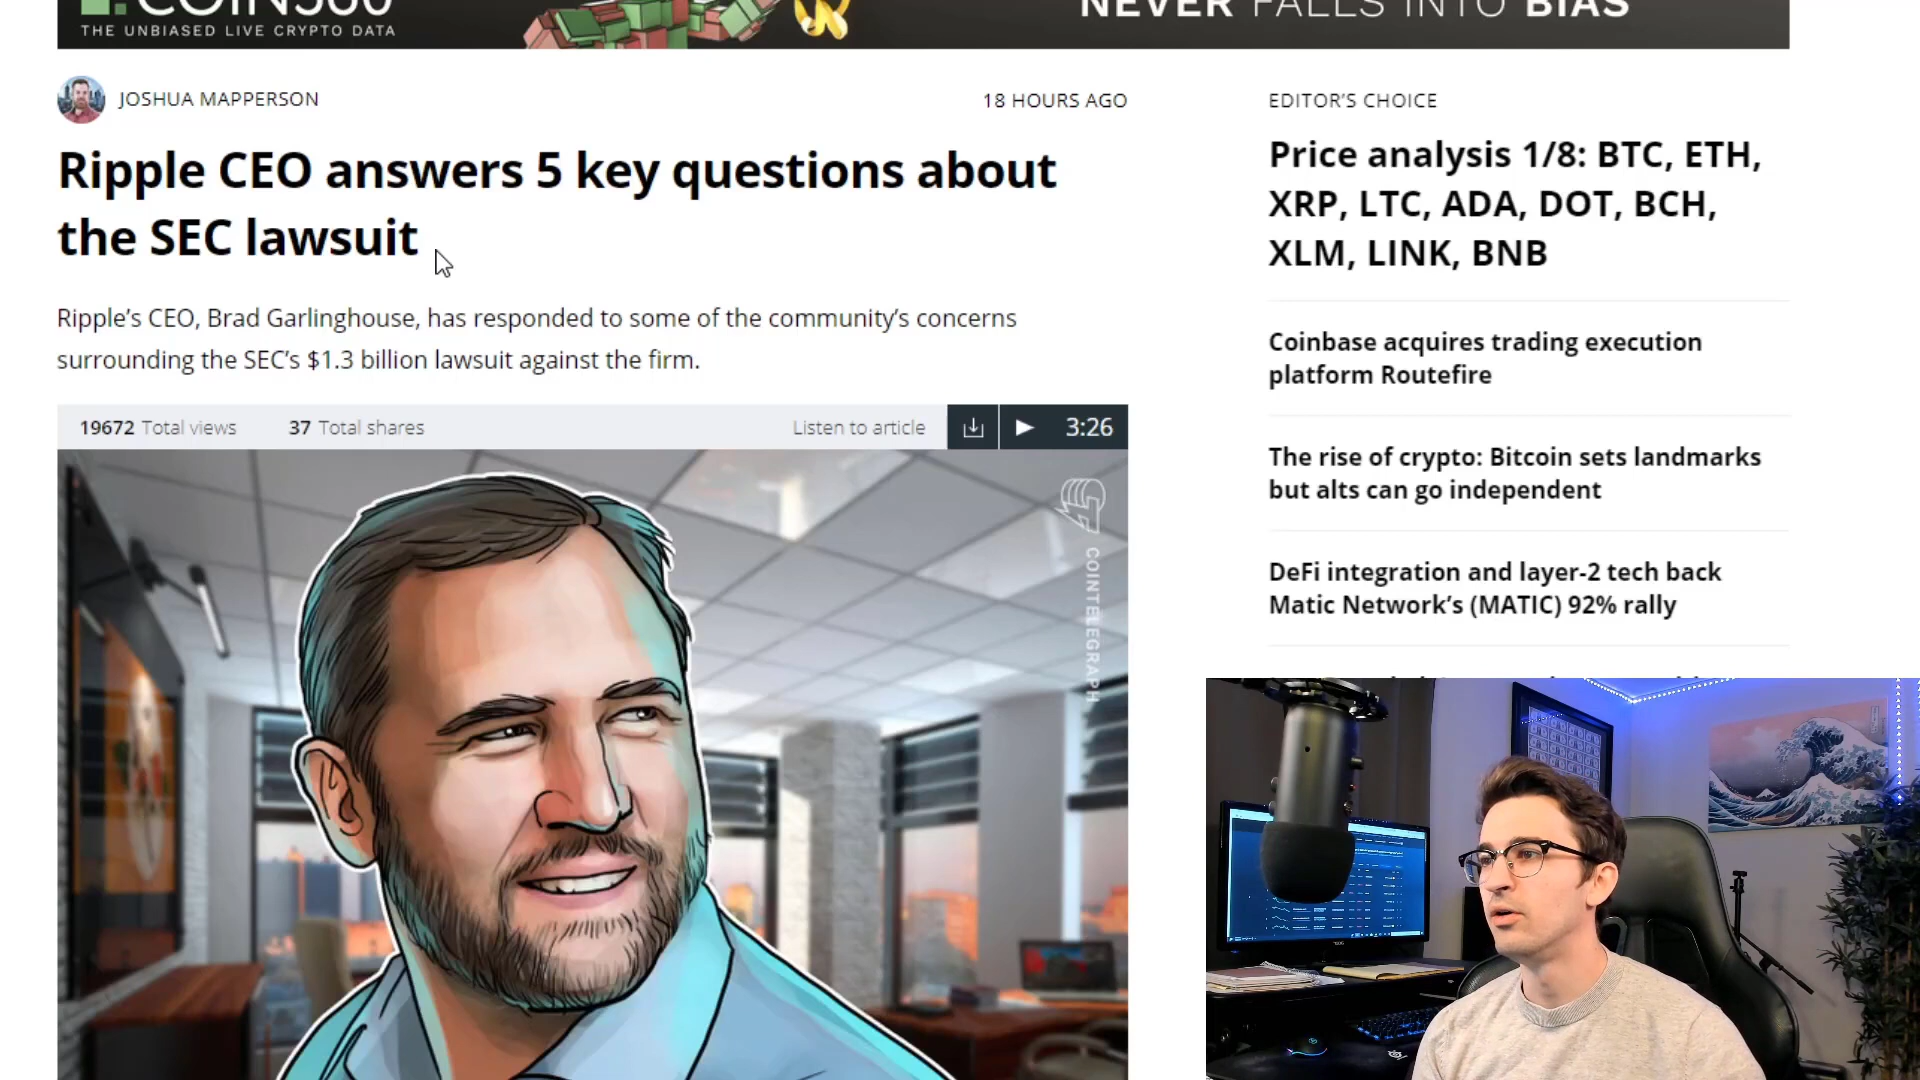 COIN360
THE UNBIASED LIVE CRYPTO DATA
NEVER FALLS INTO BIAS
JOSHUA MAPPERSON
18 HOURS AGO
Ripple CEO answers 5 key questions about
the SEC lawsuit
Ripple’s CEO, Brad Garlinghouse, has responded to some of the community’s concerns
surrounding the SEC’s $1.3 billion lawsuit against the firm.
19672 Total views
37 Total shares
Listen to article
3:26
COINTELEGRAPH
EDITOR’S CHOICE
Price analysis 1/8: BTC, ETH,
XRP, LTC, ADA, DOT, BCH,
XLM, LINK, BNB
Coinbase acquires trading execution
platform Routefire
The rise of crypto: Bitcoin sets landmarks
but alts can go independent
DeFi integration and layer-2 tech back
Matic Network’s (MATIC) 92% rally